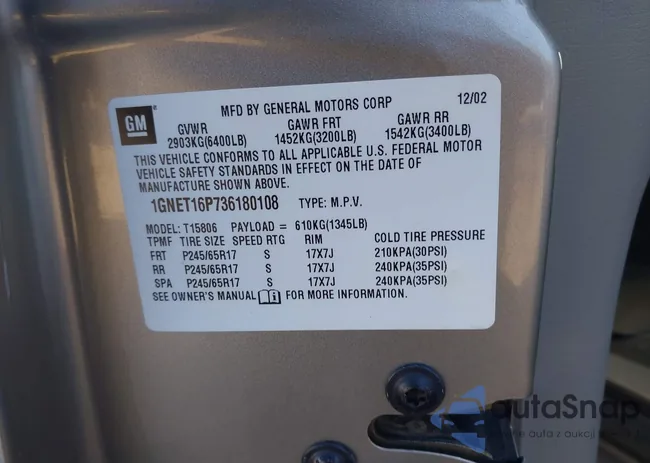 GM
MFD BY GENERAL MOTORS CORP 12/02
GVWR GAWR FRT GAWR RR
2903KG(6400LB) 1452KG(3200LB) 1542KG(3400LB)
THIS VEHICLE CONFORMS TO ALL APPLICABLE U.S. FEDERAL MOTOR
VEHICLE SAFETY STANDARDS IN EFFECT ON THE DATE OF
MANUFACTURE SHOWN ABOVE.
1GNET16P736180108 TYPE: M.P.V.
MODEL: T15806 PAYLOAD = 610KG(1345LB)
TPMF TIRE SIZE SPEED RTG RIM COLD TIRE PRESSURE
FRT P245/65R17 S 17X7J 210KPA(30PSI)
RR P245/65R17 S 17X7J 240KPA(35PSI)
SPA P245/65R17 S 17X7J 240KPA(35PSI)
SEE OWNER'S MANUAL FOR MORE INFORMATION.
autaSnap
auta z aukcji